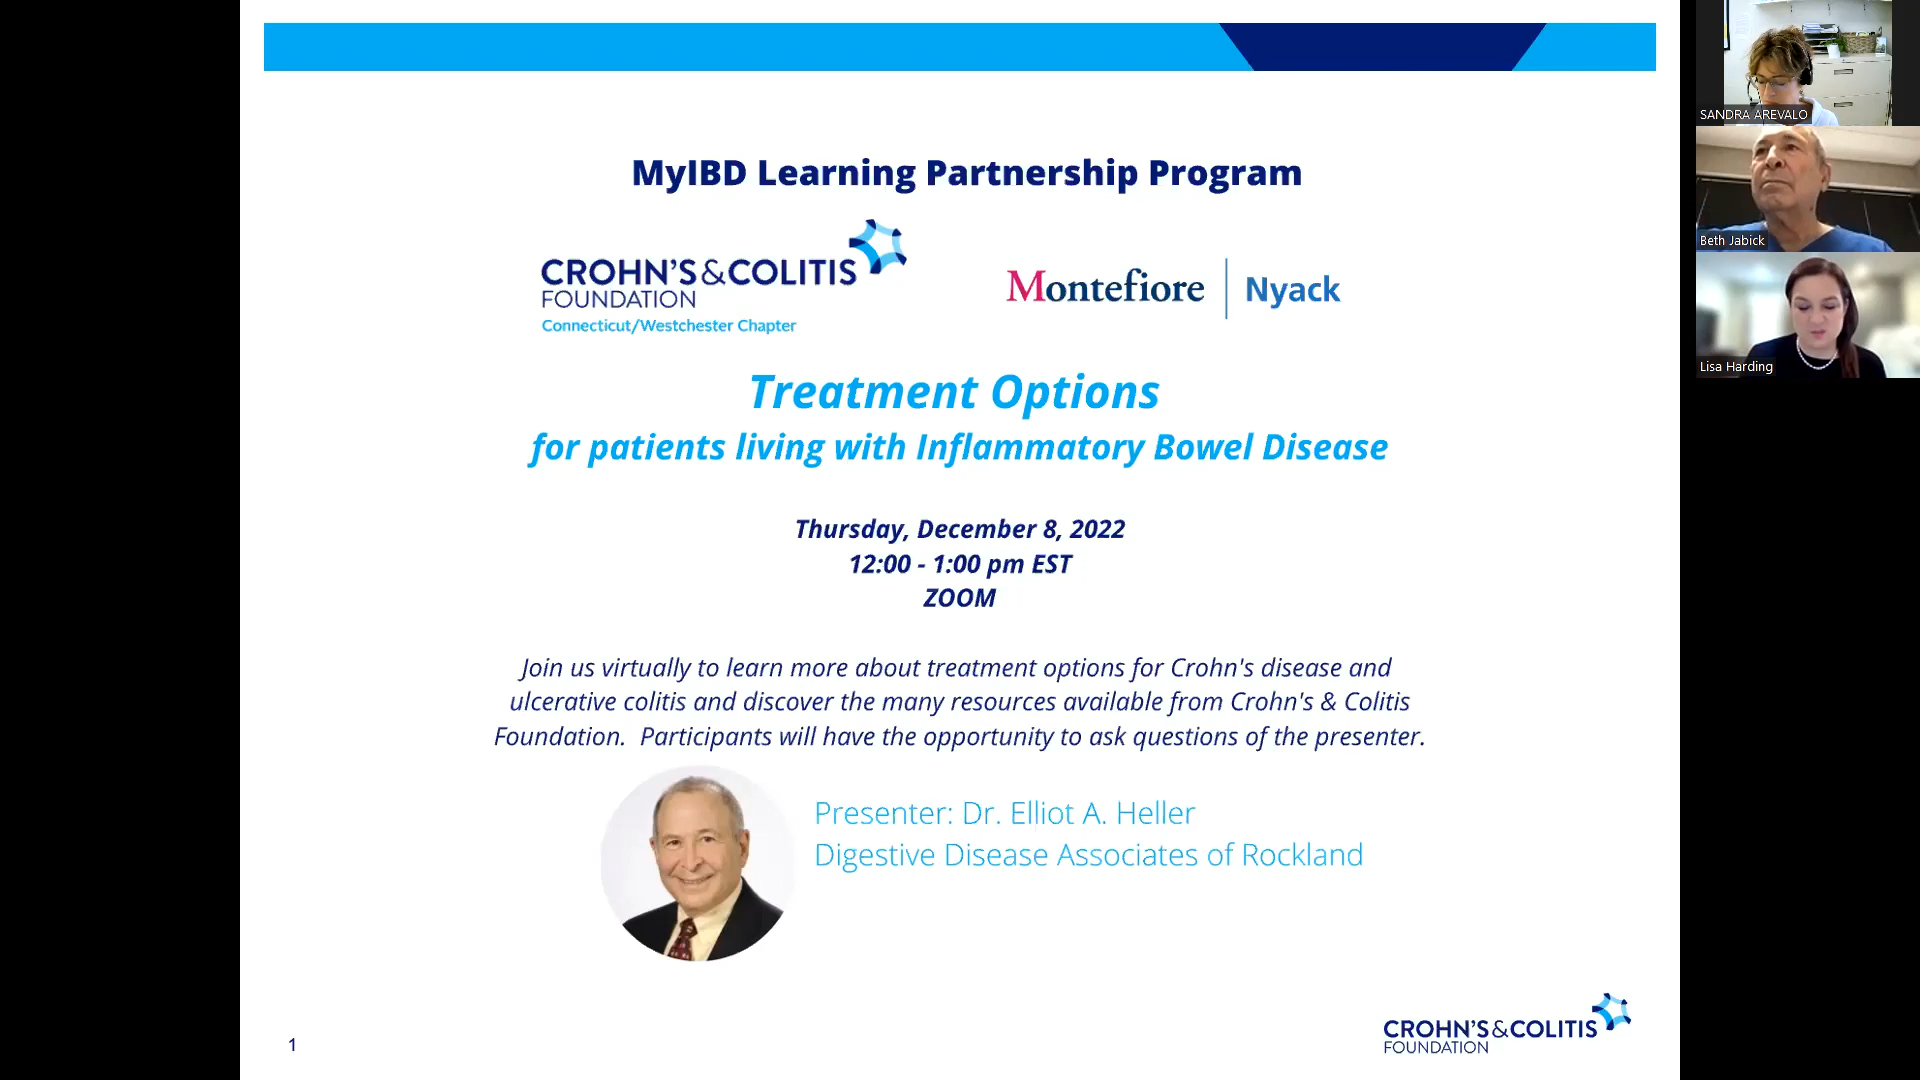 MyIBD Learning Partnership Program
CROHN'S & COLITIS
FOUNDATION
Connecticut/Westchester Chapter
Montefiore | Nyack
Treatment Options
for patients living with Inflammatory Bowel Disease
Thursday, December 8, 2022
12:00 - 1:00 pm EST
ZOOM
Join us virtually to learn more about treatment options for Crohn's disease and
ulcerative colitis and discover the many resources available from Crohn's & Colitis
Foundation.  Participants will have the opportunity to ask questions of the presenter.
Presenter: Dr. Elliot A. Heller
Digestive Disease Associates of Rockland
1
CROHN'S & COLITIS
FOUNDATION
SANDRA AREVALO
Beth Jabick
Lisa Harding